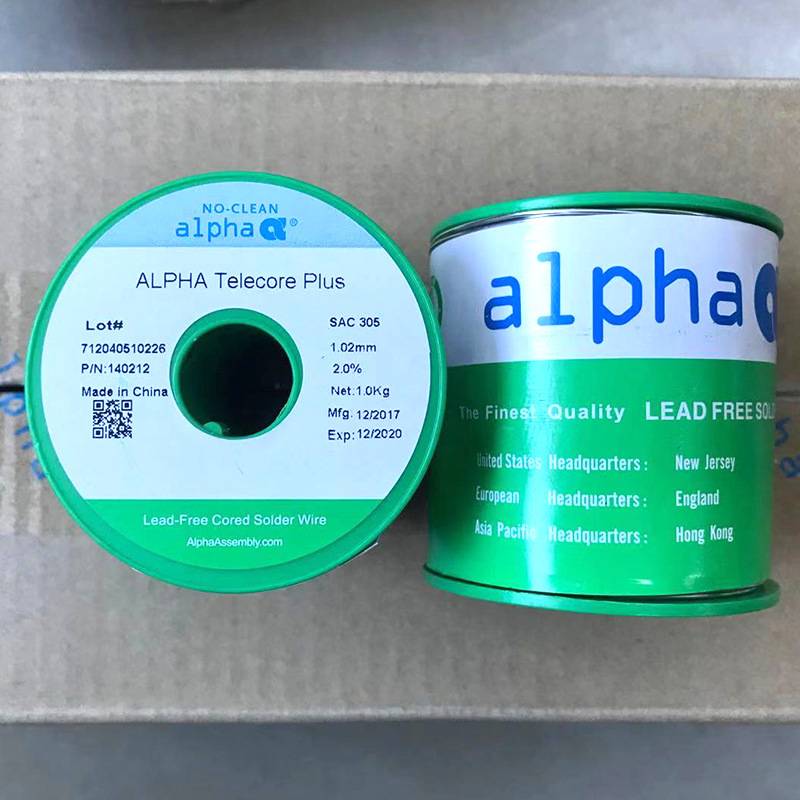 NO-CLEAN
alpha®
ALPHA Telecore Plus
Lot#
712040510226
P/N:140212
Made in China
SAC 305
1.02mm
2.0%
Net:1.0Kg
Mfg: 12/2017
Exp: 12/2020
Lead-Free Cored Solder Wire
AlphaAssembly.com
alpha
The Finest Quality LEAD FREE
United States Headquarters: New Jersey
European Headquarters: England
Asia Pacific Headquarters: Hong Kong